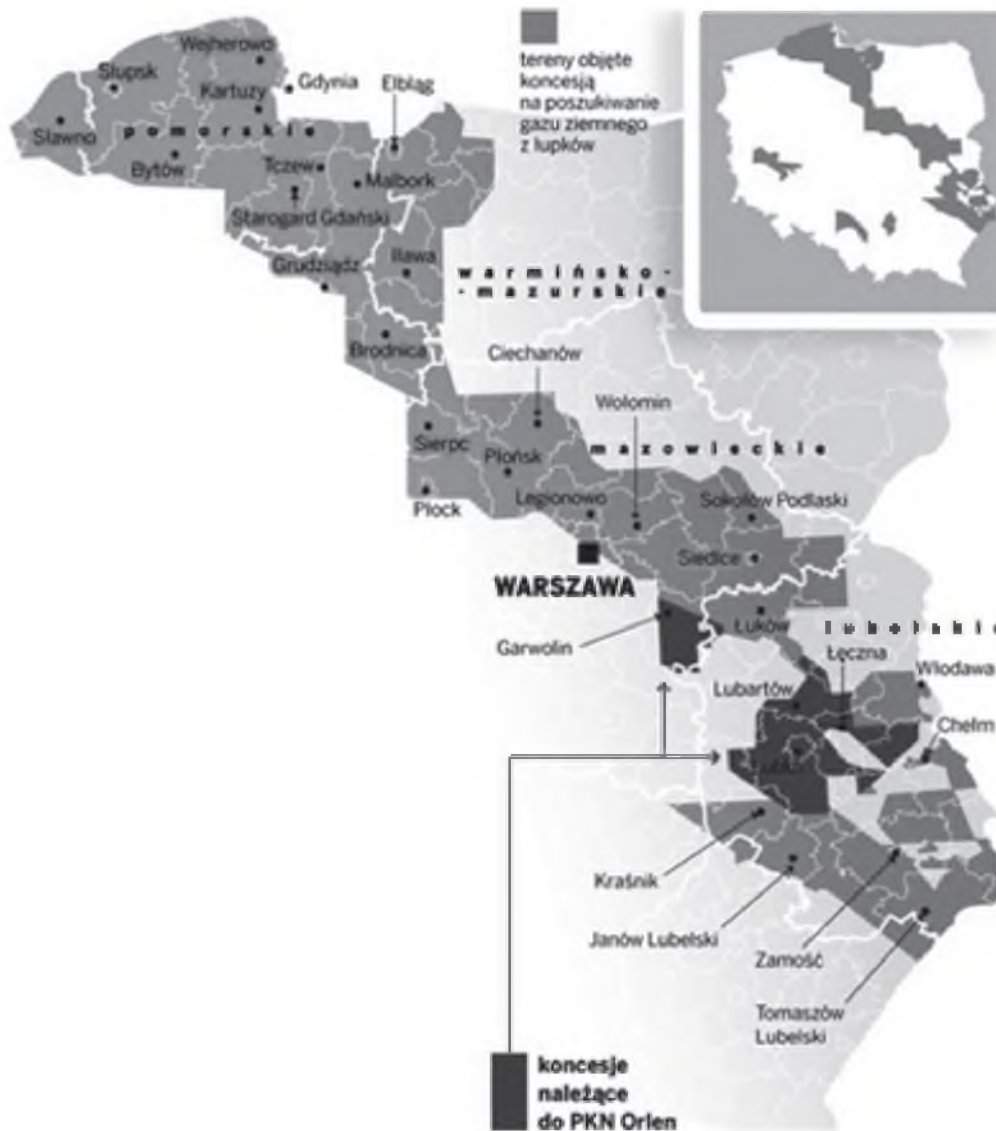 tereny objęte
koncesją
na poszukiwanie
gazu ziemnego
z łupków
Wejherowo
Słupsk
Gdynia
Elbląg
Kartuzy
Sławno
pomorskie
Bytów
Tczew
Malbork
Starogard Gdański
Iława
Grudziądz
warmińsko-
-mazurskie
Brodnica
Ciechanów
Wołomin
Sierpc
mazowieckie
Płońsk
Legionowo
Sokołów Podlaski
Płock
Siedlce
WARSZAWA
Łuków
lubelskie
Garwolin
Łęczna
Włodawa
Lubartów
Chełm
Kraśnik
Janów Lubelski
Zamość
Tomaszów
Lubelski
koncesje
należące
do PKN Orlen